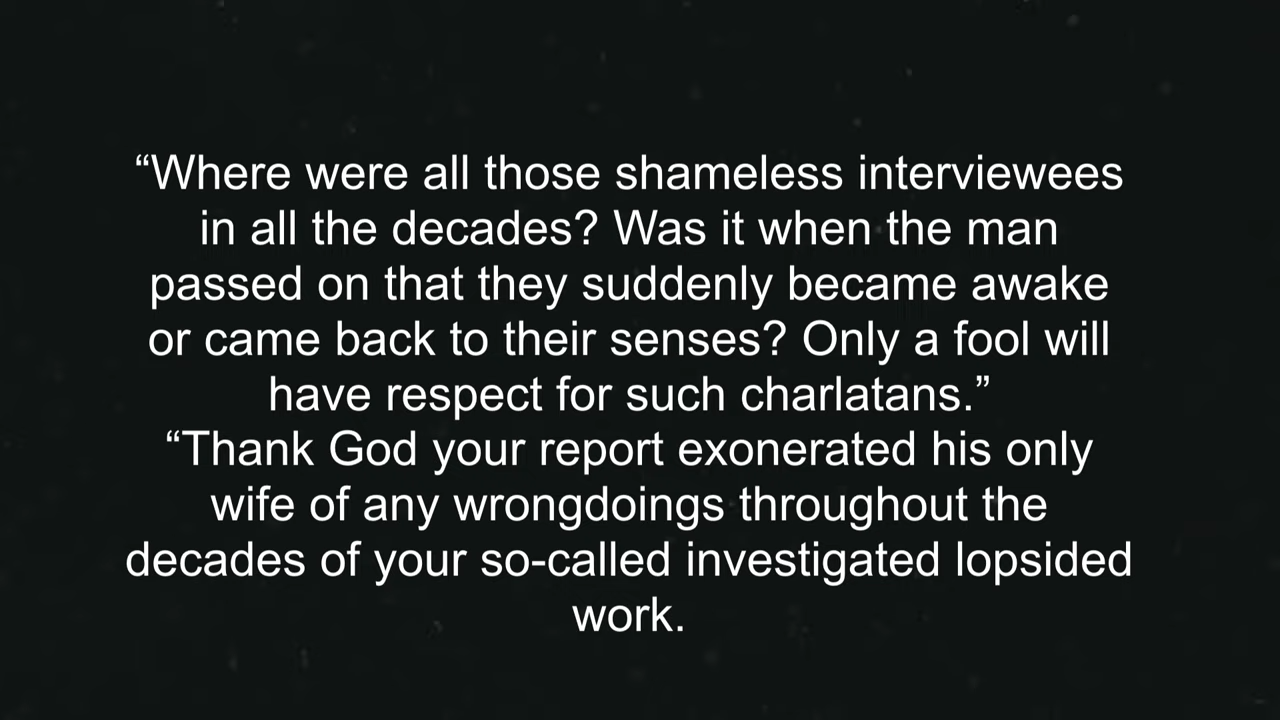 “Where were all those shameless interviewees
in all the decades? Was it when the man
passed on that they suddenly became awake
or came back to their senses? Only a fool will
have respect for such charlatans.”
“Thank God your report exonerated his only
wife of any wrongdoings throughout the
decades of your so-called investigated lopsided
work.